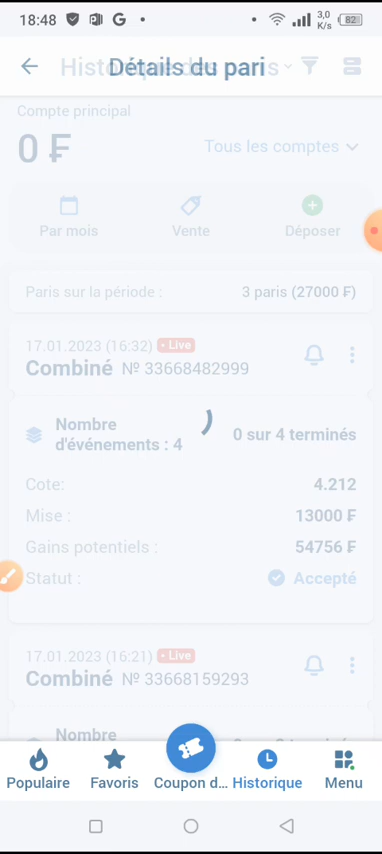 18:48
3,0
K/s
82
Historique des paris
Détails du pari
Compte principal
0 ₣
Tous les comptes
Par mois
Vente
Déposer
Paris sur la période :
3 paris (27000 ₣)
17.01.2023 (16:32) • Live
Combiné № 33668482999
Nombre
d'événements : 4
0 sur 4 terminés
Cote:
4.212
Mise :
13000 ₣
Gains potentiels :
54756 ₣
Statut :
Accepté
17.01.2023 (16:21) • Live
Combiné № 33668159293
Nombre
Populaire
Favoris
Coupon d...
Historique
Menu